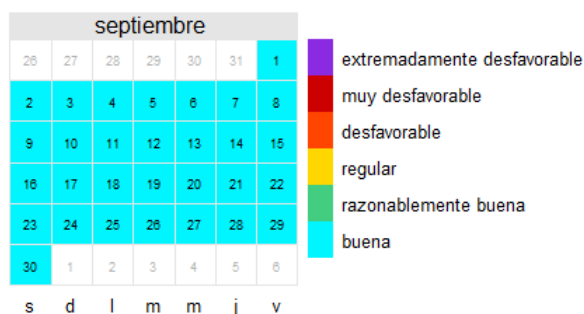 septiembre
26 27 28 29 30 31 1
2 3 4 5 6 7 8
9 10 11 12 13 14 15
16 17 18 19 20 21 22
23 24 25 26 27 28 29
30 1 2 3 4 5 6
s d l m m j v
extremadamente desfavorable
muy desfavorable
desfavorable
regular
razonablemente buena
buena